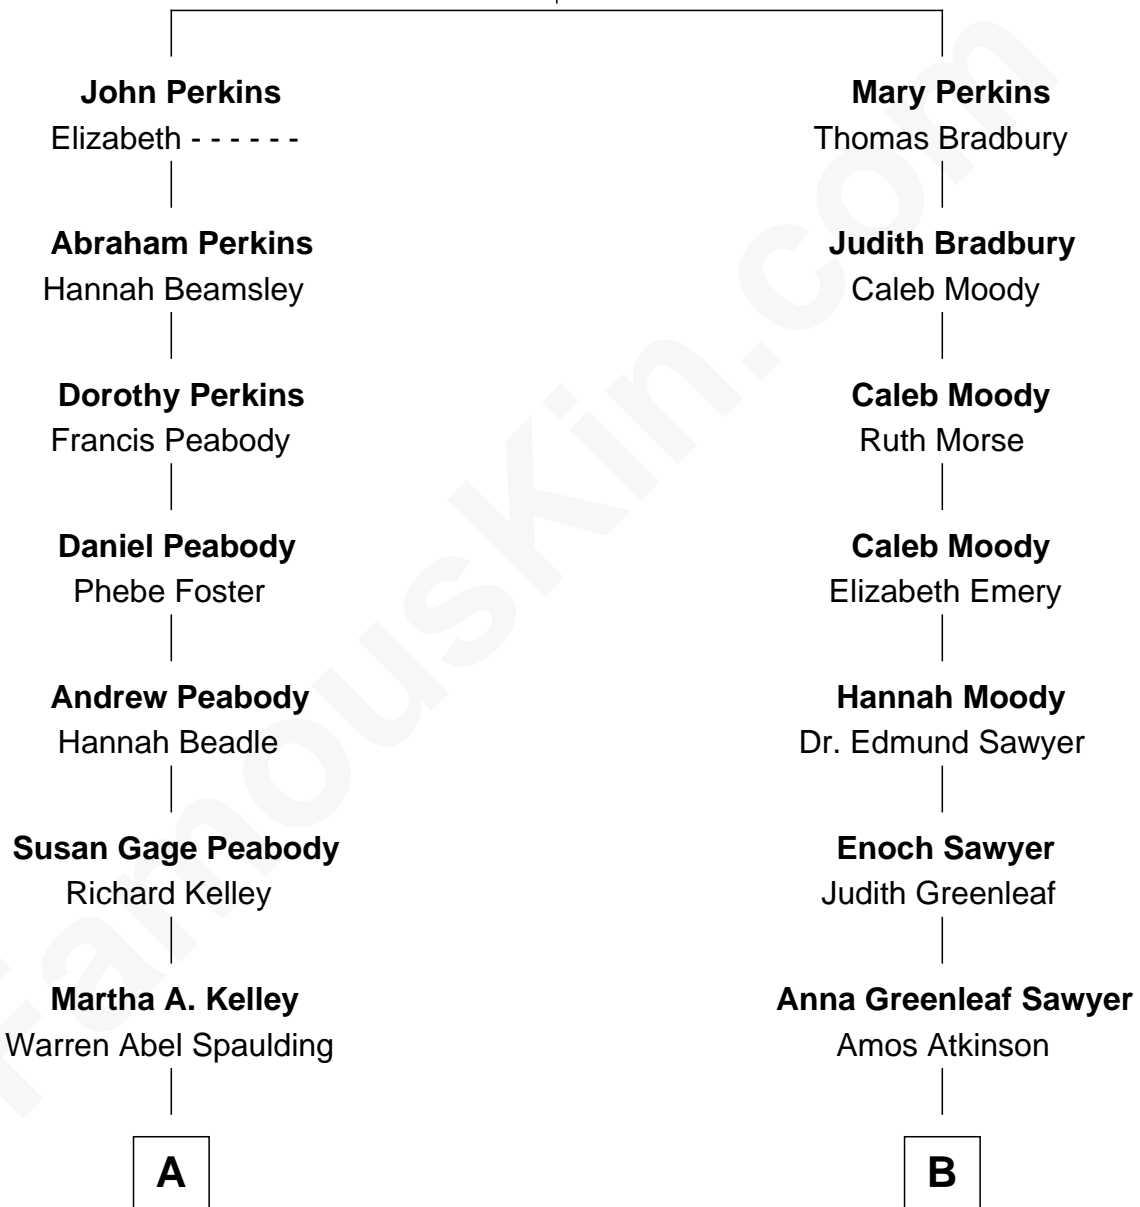 John Perkins
Elizabeth - - - - - -
Mary Perkins
Thomas Bradbury
Abraham Perkins
Hannah Beamsley
Judith Bradbury
Caleb Moody
Dorothy Perkins
Francis Peabody
Caleb Moody
Ruth Morse
Daniel Peabody
Phebe Foster
Caleb Moody
Elizabeth Emery
Andrew Peabody
Hannah Beadle
Hannah Moody
Dr. Edmund Sawyer
Susan Gage Peabody
Richard Kelley
Enoch Sawyer
Judith Greenleaf
Martha A. Kelley
Warren Abel Spaulding
Anna Greenleaf Sawyer
Amos Atkinson
A
B
FamousKin.com